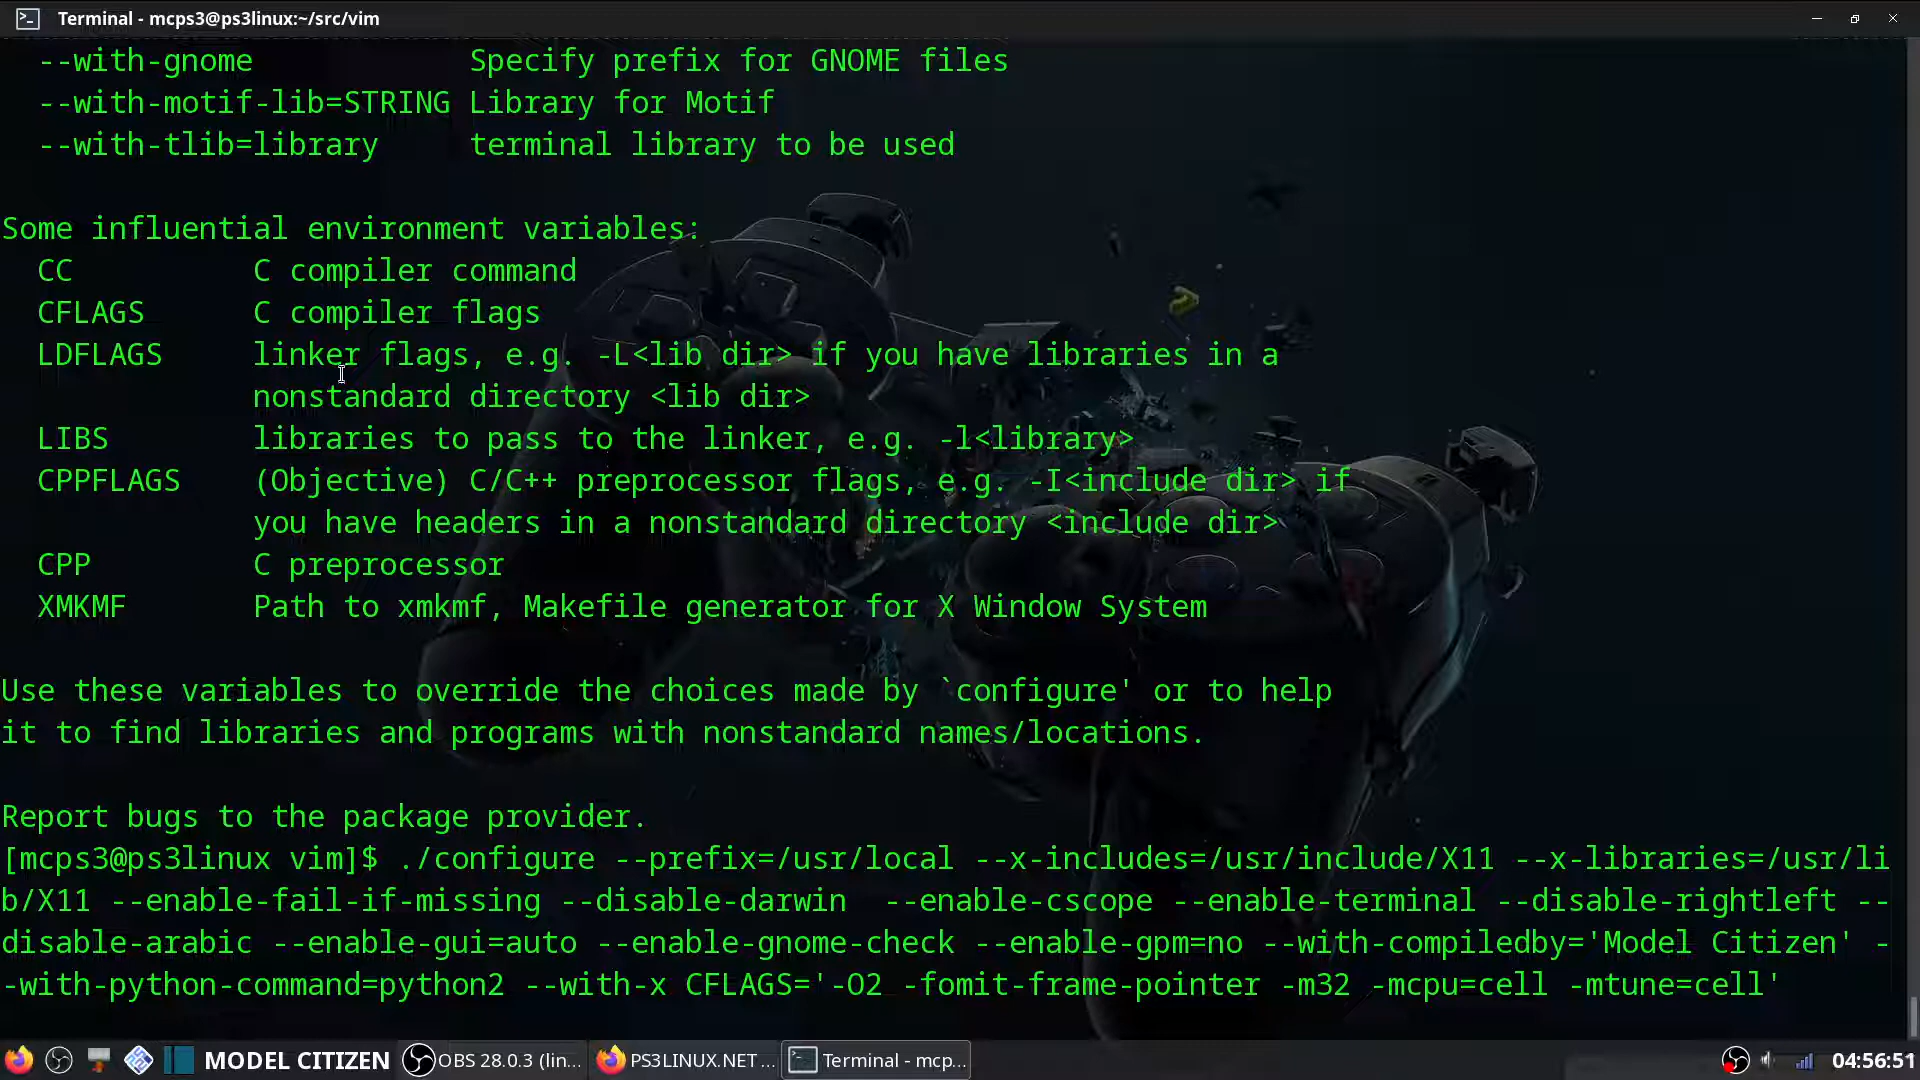 Terminal - mcps3@ps3linux:~/src/vim
--with-gnome            Specify prefix for GNOME files
--with-motif-lib=STRING Library for Motif
--with-tlib=library     terminal library to be used
Some influential environment variables:
CC          C compiler command
CFLAGS      C compiler flags
LDFLAGS     linker flags, e.g. -L<lib dir> if you have libraries in a
nonstandard directory <lib dir>
LIBS        libraries to pass to the linker, e.g. -l<library>
CPPFLAGS    (Objective) C/C++ preprocessor flags, e.g. -I<include dir> if
you have headers in a nonstandard directory <include dir>
CPP         C preprocessor
XMKMF       Path to xmkmf, Makefile generator for X Window System
Use these variables to override the choices made by `configure' or to help
it to find libraries and programs with nonstandard names/locations.
Report bugs to the package provider.
[mcps3@ps3linux vim]$ ./configure --prefix=/usr/local --x-includes=/usr/include/X11 --x-libraries=/usr/li
b/X11 --enable-fail-if-missing --disable-darwin  --enable-cscope --enable-terminal --disable-rightleft --
disable-arabic --enable-gui=auto --enable-gnome-check --enable-gpm=no --with-compiledby='Model Citizen' -
-with-python-command=python2 --with-x CFLAGS='-O2 -fomit-frame-pointer -m32 -mcpu=cell -mtune=cell'
MODEL CITIZEN OBS 28.0.3 (lin... PS3LINUX.NET ... Terminal - mcp... 04:56:51